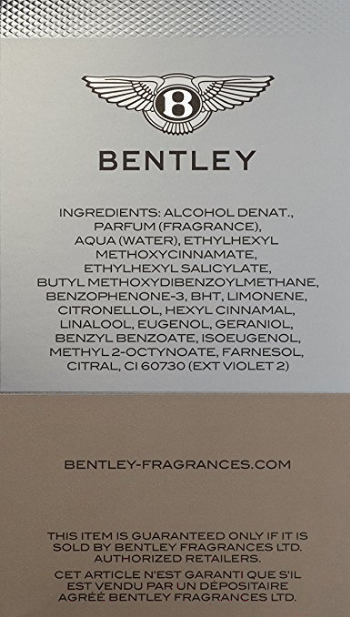 B
BENTLEY
INGREDIENTS: ALCOHOL DENAT.,
PARFUM (FRAGRANCE),
AQUA (WATER), ETHYLHEXYL
METHOXYCINNAMATE,
ETHYLHEXYL SALICYLATE,
BUTYL METHOXYDIBENZOYLMETHANE,
BENZOPHENONE-3, BHT, LIMONENE,
CITRONELLOL, HEXYL CINNAMAL,
LINALOOL, EUGENOL, GERANIOL,
BENZYL BENZOATE, ISOEUGENOL,
METHYL 2-OCTYNOATE, FARNESOL,
CITRAL, CI 60730 (EXT VIOLET 2)
BENTLEY-FRAGRANCES.COM
THIS ITEM IS GUARANTEED ONLY IF IT IS
SOLD BY BENTLEY FRAGRANCES LTD.
AUTHORIZED RETAILERS.
CET ARTICLE N'EST GARANTI QUE S'IL
EST VENDU PAR UN DÉPOSITAIRE
AGRÉÉ BENTLEY FRAGRANCES LTD.